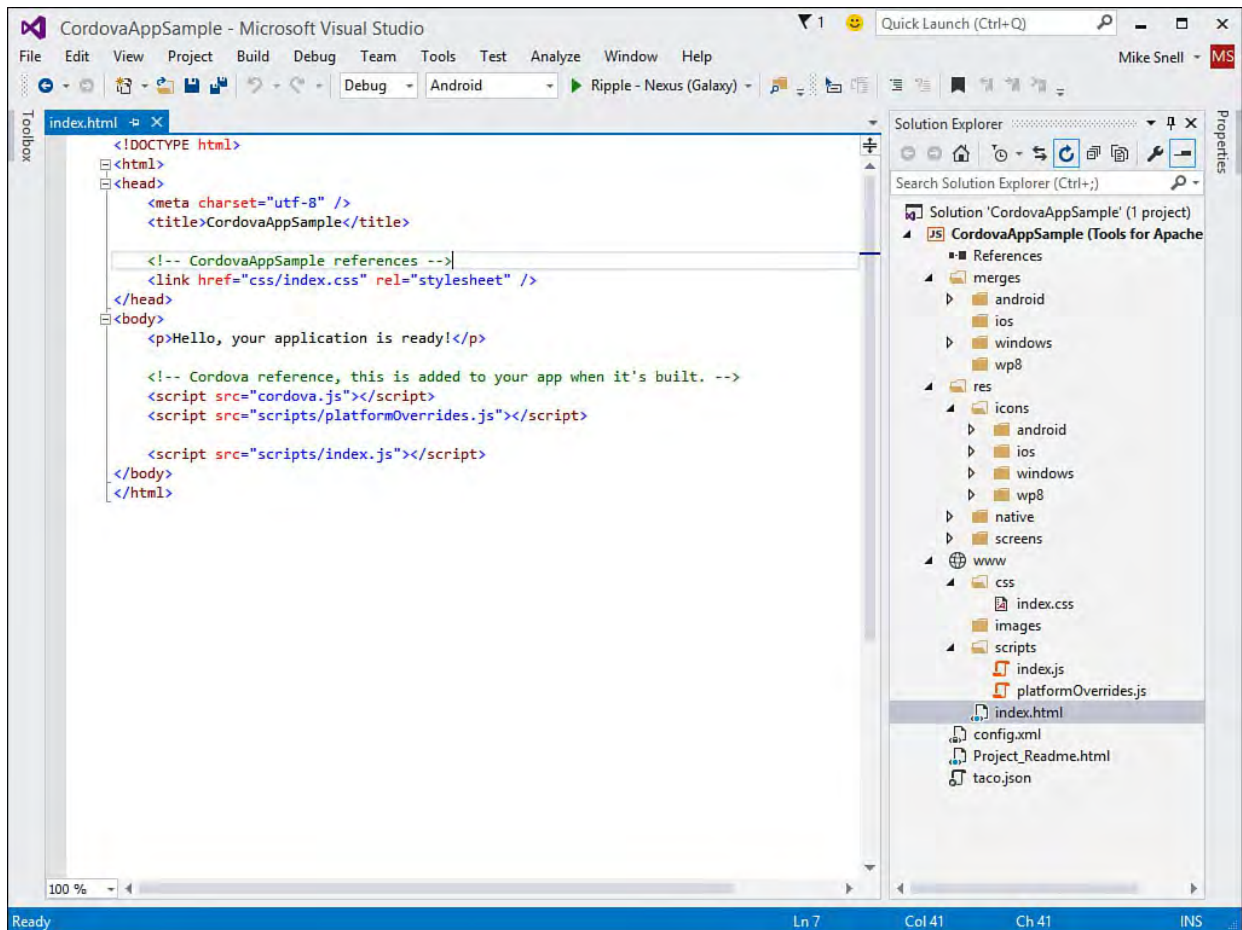 CordovaAppSample - Microsoft Visual Studio
1
Quick Launch (Ctrl+Q)
File Edit View Project Build Debug Team Tools Test Analyze Window Help
Mike Snell MS
Debug Android Ripple - Nexus (Galaxy)
Toolbox
index.html
<!DOCTYPE html>
<html>
<head>
<meta charset="utf-8" />
<title>CordovaAppSample</title>
<!-- CordovaAppSample references -->
<link href="css/index.css" rel="stylesheet" />
</head>
<body>
<p>Hello, your application is ready!</p>
<!-- Cordova reference, this is added to your app when it's built. -->
<script src="cordova.js"></script>
<script src="scripts/platformOverrides.js"></script>
<script src="scripts/index.js"></script>
</body>
</html>
100 %
Solution Explorer
Search Solution Explorer (Ctrl+;)
Solution 'CordovaAppSample' (1 project)
JS CordovaAppSample (Tools for Apache
References
merges
android
ios
windows
wp8
res
icons
android
ios
windows
wp8
native
screens
www
css
index.css
images
scripts
index.js
platformOverrides.js
index.html
config.xml
Project_Readme.html
taco.json
Properties
Ready Ln 7 Col 41 Ch 41 INS